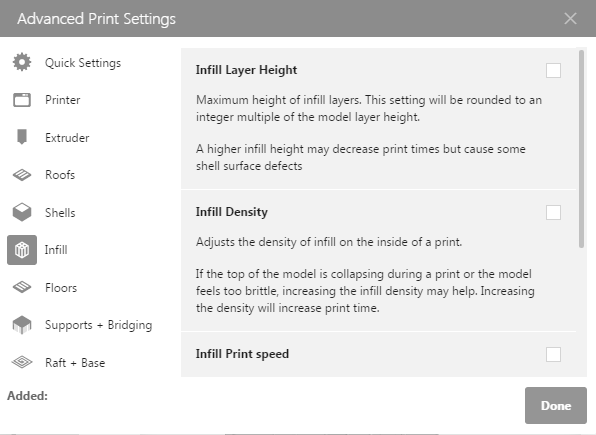 Advanced Print Settings
Quick Settings
Printer
Extruder
Roofs
Shells
Infill
Floors
Supports + Bridging
Raft + Base
Added:
Infill Layer Height
Maximum height of infill layers. This setting will be rounded to an
integer multiple of the model layer height.
A higher infill height may decrease print times but cause some
shell surface defects
Infill Density
Adjusts the density of infill on the inside of a print.
If the top of the model is collapsing during a print or the model
feels too brittle, increasing the infill density may help. Increasing
the density will increase print time.
Infill Print speed
Done